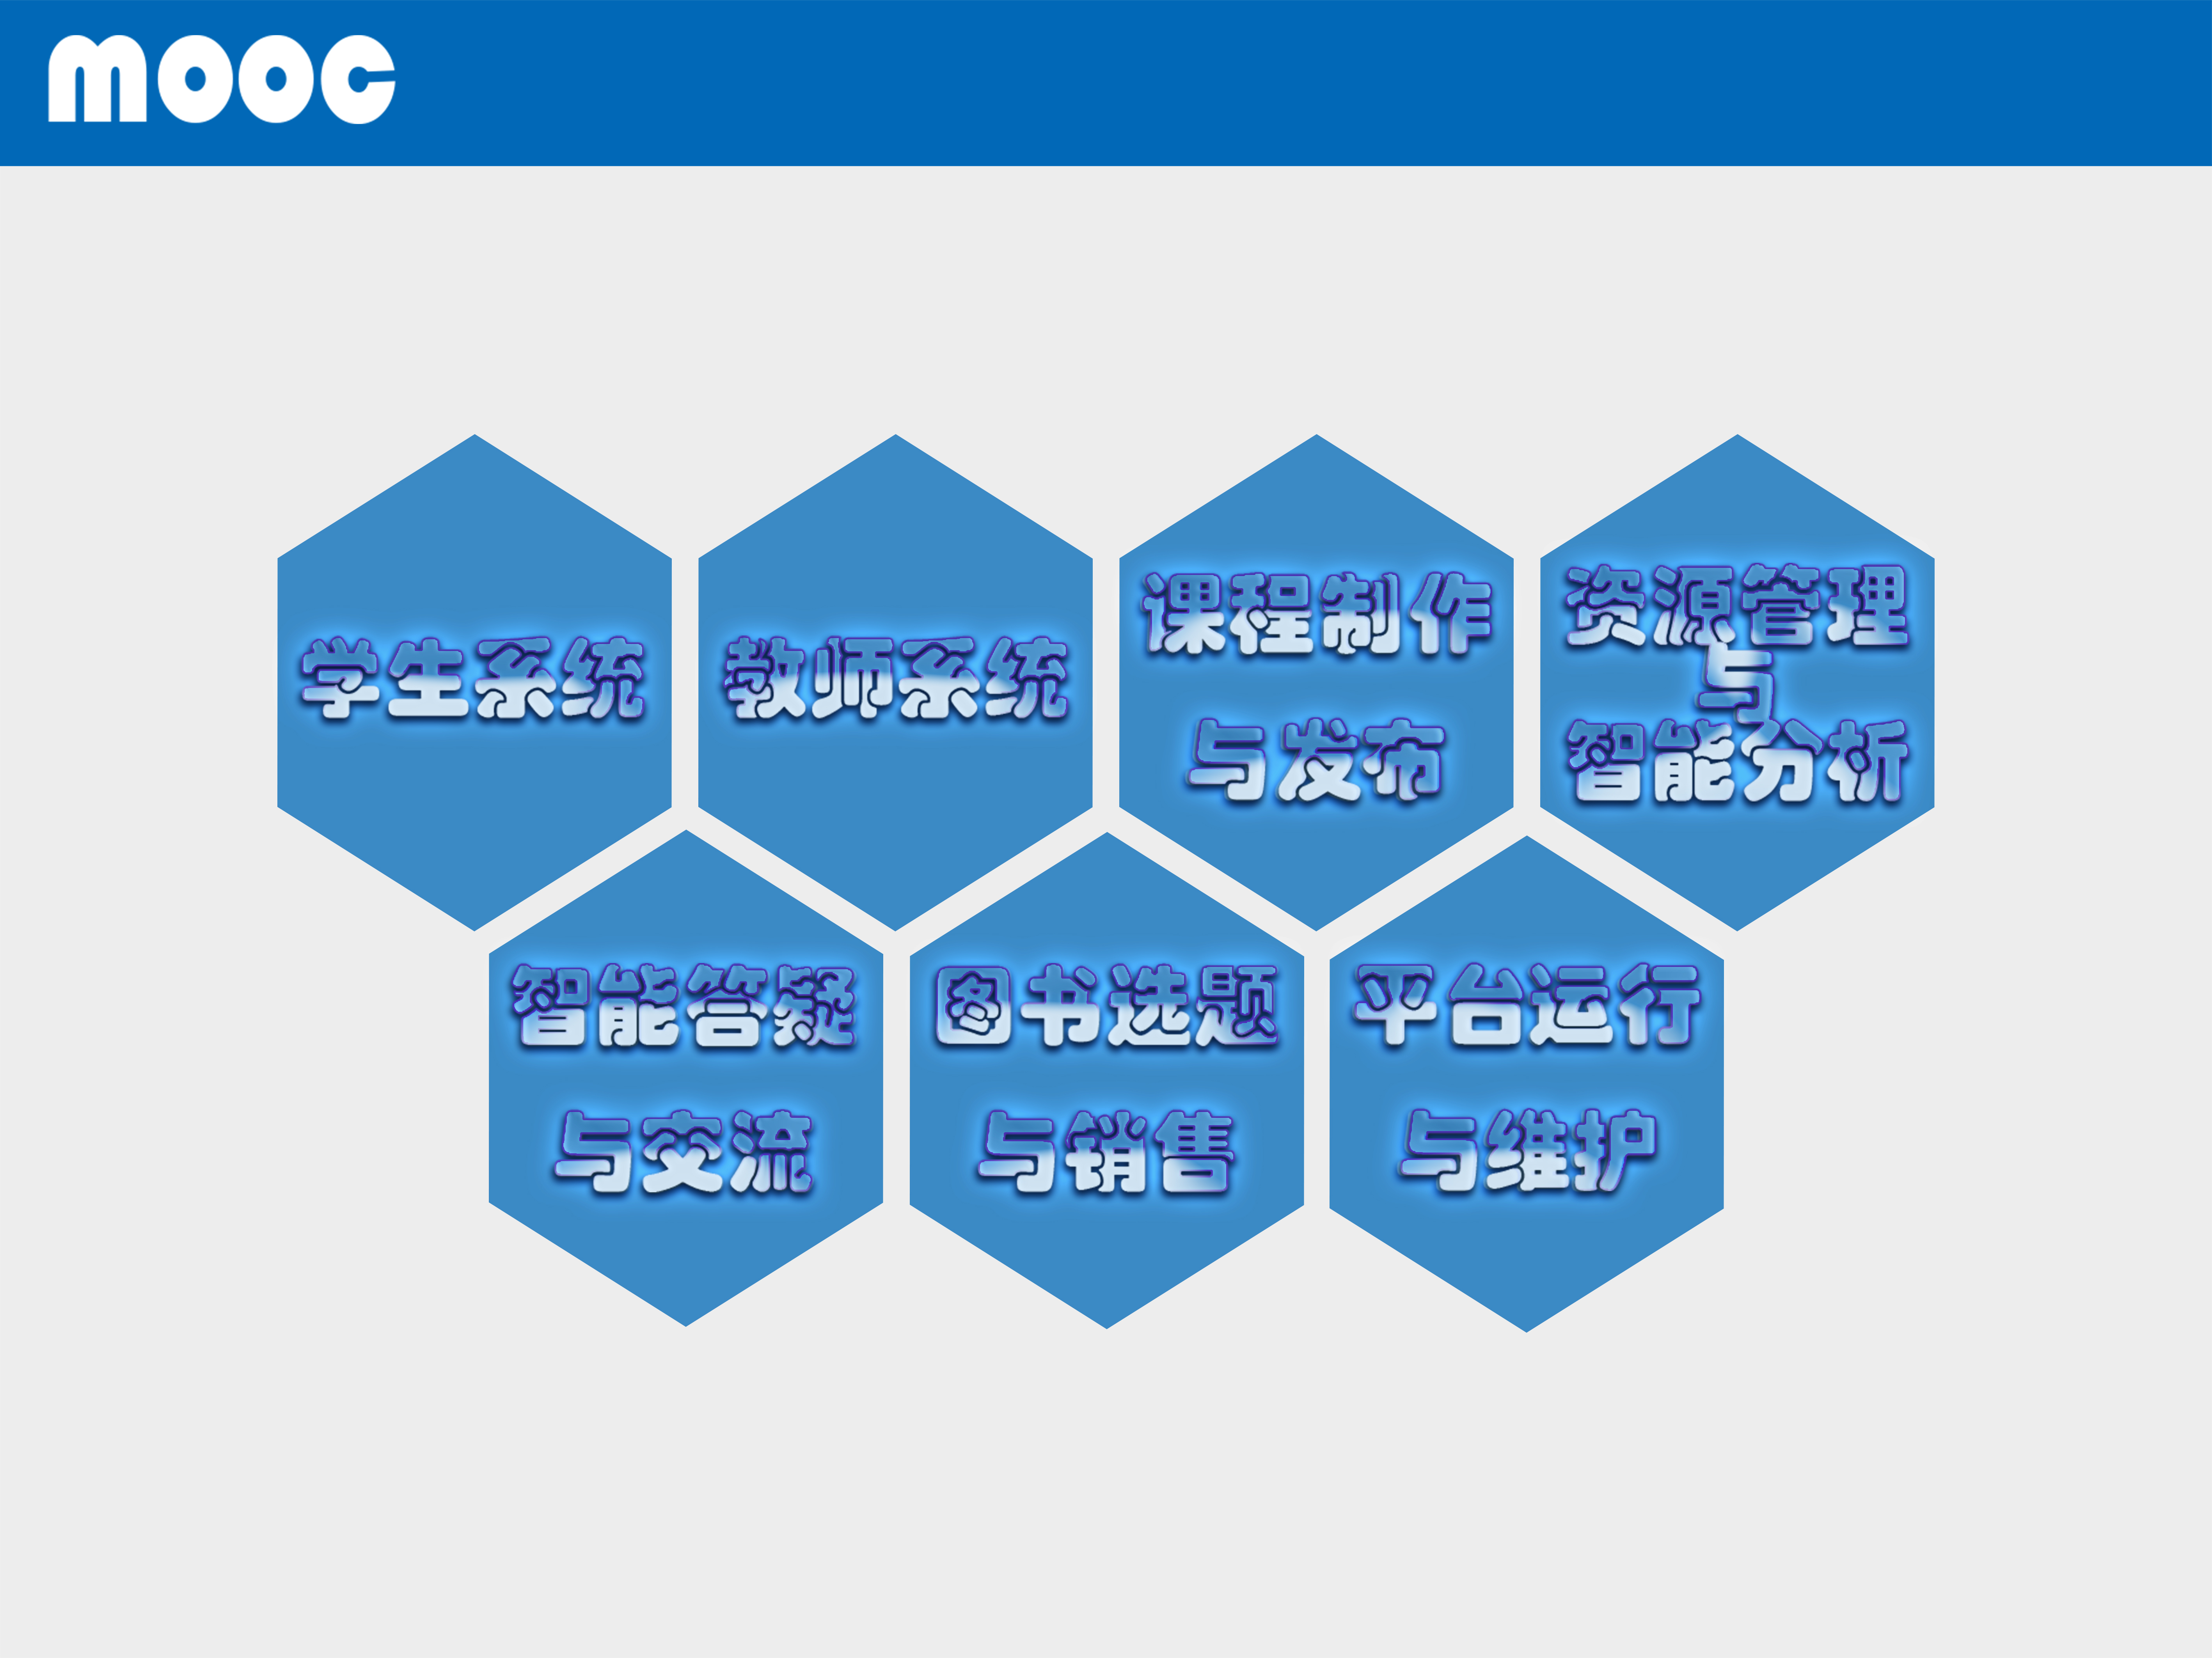 mooc
学生系统
教师系统
课程制作
与发布
资源管理
与
智能分析
智能答疑
与交流
图书选题
与销售
平台运行
与维护